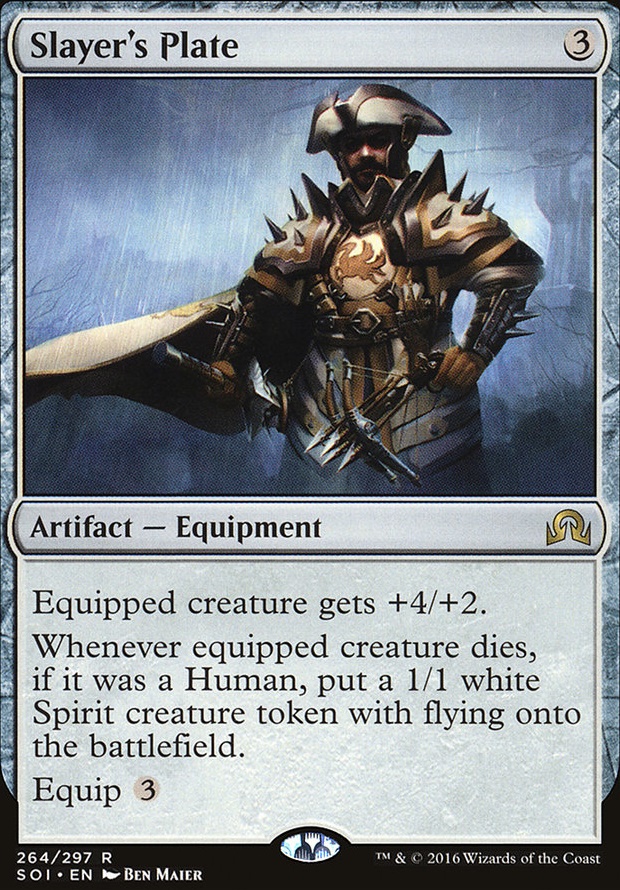 Slayer's Plate 3
Artifact — Equipment
Equipped creature gets +4/+2.
Whenever equipped creature dies,
if it was a Human, put a 1/1 white
Spirit creature token with flying onto
the battlefield.
Equip 3
264/297 R
SOI • EN Ben Maier
™ & © 2016 Wizards of the Coast